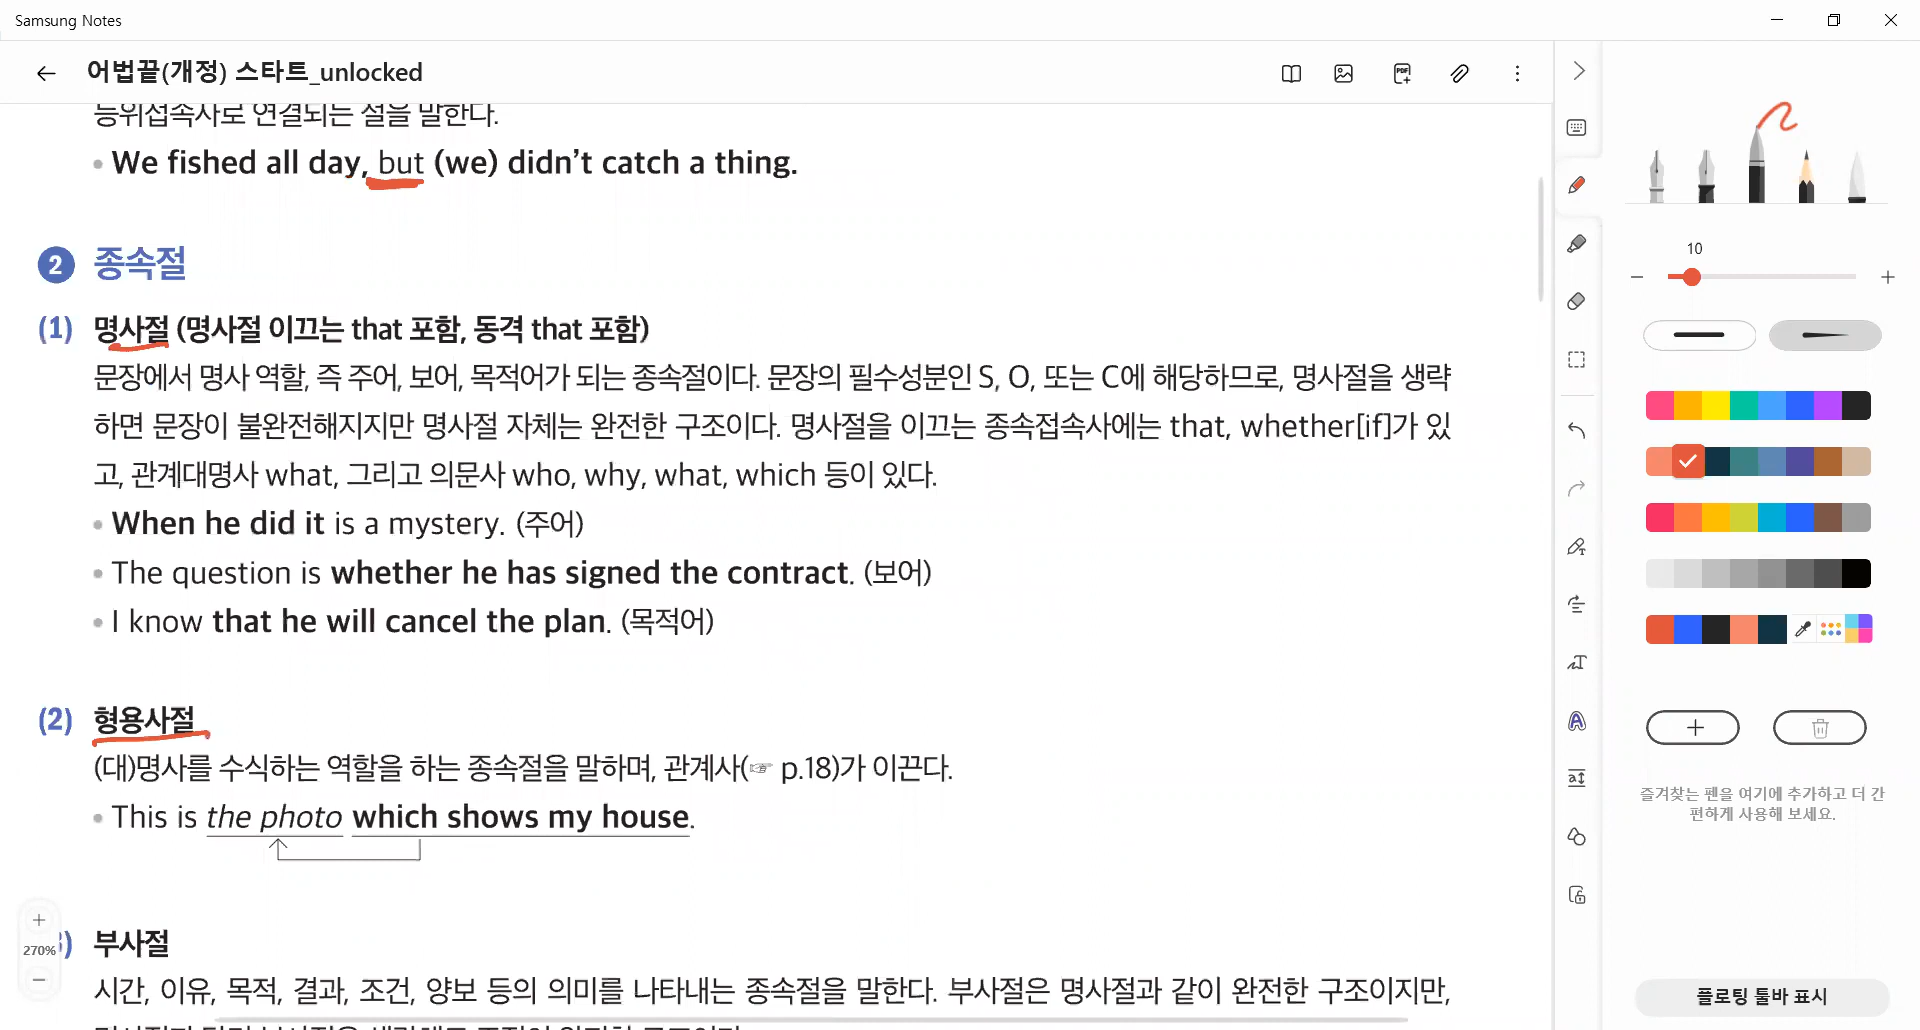 Samsung Notes
어법끝(개정) 스타트_unlocked
등위접속사로 연결되는 절을 말한다.
• We fished all day, but (we) didn’t catch a thing.
2 종속절
(1) 명사절 (명사절 이끄는 that 포함, 동격 that 포함)
문장에서 명사 역할, 즉 주어, 보어, 목적어가 되는 종속절이다. 문장의 필수성분인 S, O, 또는 C에 해당하므로, 명사절을 생략
하면 문장이 불완전해지지만 명사절 자체는 완전한 구조이다. 명사절을 이끄는 종속접속사에는 that, whether[if]가 있
고, 관계대명사 what, 그리고 의문사 who, why, what, which 등이 있다.
• When he did it is a mystery. (주어)
• The question is whether he has signed the contract. (보어)
• I know that he will cancel the plan. (목적어)
(2) 형용사절
(대)명사를 수식하는 역할을 하는 종속절을 말하며, 관계사(☞ p.18)가 이끈다.
• This is the photo which shows my house.
) 부사절
시간, 이유, 목적, 결과, 조건, 양보 등의 의미를 나타내는 종속절을 말한다. 부사절은 명사절과 같이 완전한 구조이지만,
270%
PDF
10
즐겨찾는 펜을 여기에 추가하고 더 간
편하게 사용해 보세요.
플로팅 툴바 표시